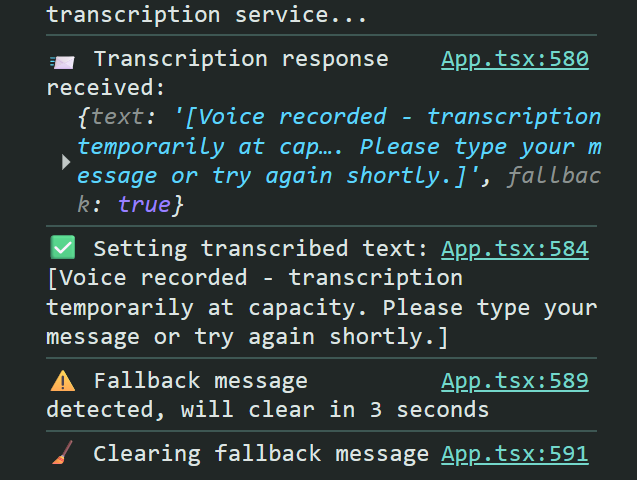 transcription service...
📨 Transcription response App.tsx:580
received:
{text: '[Voice recorded - transcription
temporarily at cap…. Please type your m
essage or try again shortly.]', fallbac
k: true}
✅ Setting transcribed text: App.tsx:584
[Voice recorded - transcription
temporarily at capacity. Please type your
message or try again shortly.]
⚠️ Fallback message App.tsx:589
detected, will clear in 3 seconds
🧹 Clearing fallback message App.tsx:591